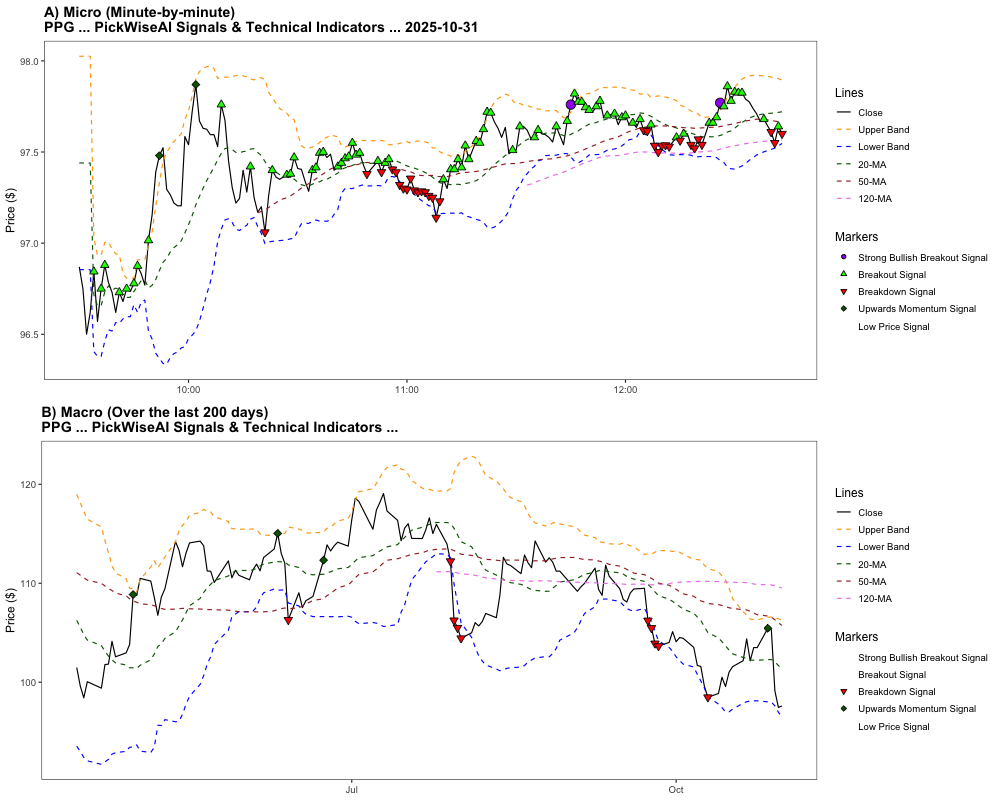 A) Micro (Minute-by-minute)
PPG ... PickWiseAI Signals & Technical Indicators ... 2025-10-31
98.0
97.5
97.0
96.5
Price ($)
10:00
11:00
12:00
Lines
Close
Upper Band
Lower Band
20-MA
50-MA
120-MA
Markers
Strong Bullish Breakout Signal
Breakout Signal
Breakdown Signal
Upwards Momentum Signal
Low Price Signal
B) Macro (Over the last 200 days)
PPG ... PickWiseAI Signals & Technical Indicators ...
120
110
100
Price ($)
Jul
Oct
Lines
Close
Upper Band
Lower Band
20-MA
50-MA
120-MA
Markers
Strong Bullish Breakout Signal
Breakout Signal
Breakdown Signal
Upwards Momentum Signal
Low Price Signal